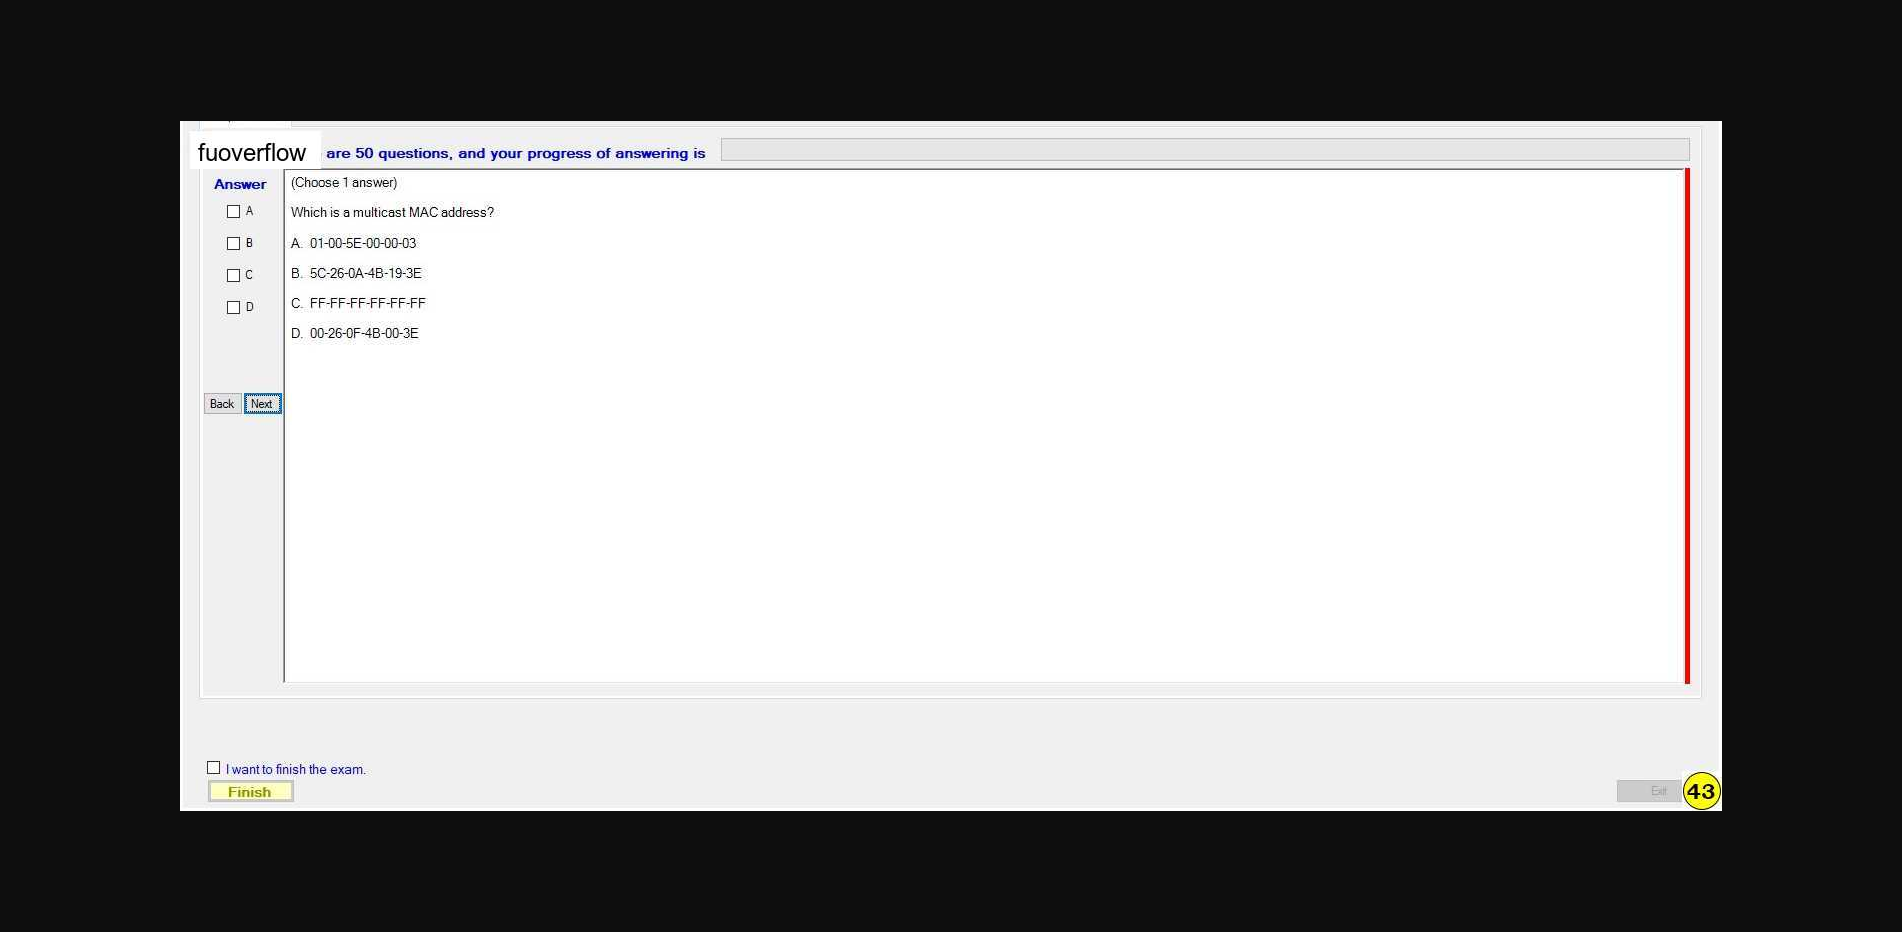 fuoverflow are 50 questions, and your progress of answering is
Answer
(Choose 1 answer)
A
Which is a multicast MAC address?
B
A. 01-00-5E-00-00-03
C
B. 5C-26-0A-4B-19-3E
D
C. FF-FF-FF-FF-FF-FF
D. 00-26-0F-4B-00-3E
Back Next
I want to finish the exam.
Finish
Exit
43